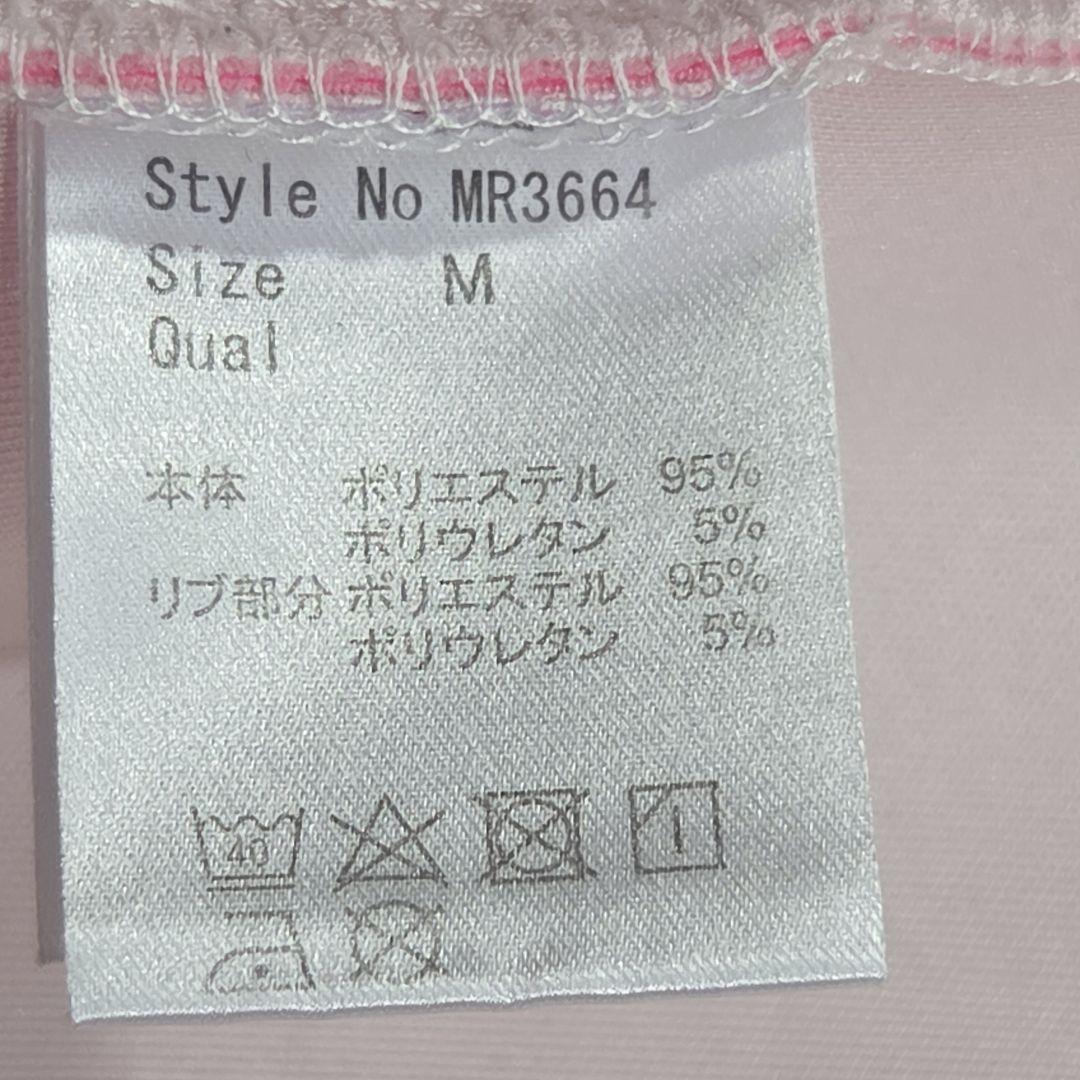 Style No MR3664
Size M
Qual
本体 ポリエステル 95%
ポリウレタン 5%
リブ部分 ポリエステル 95%
ポリウレタン 5%
40